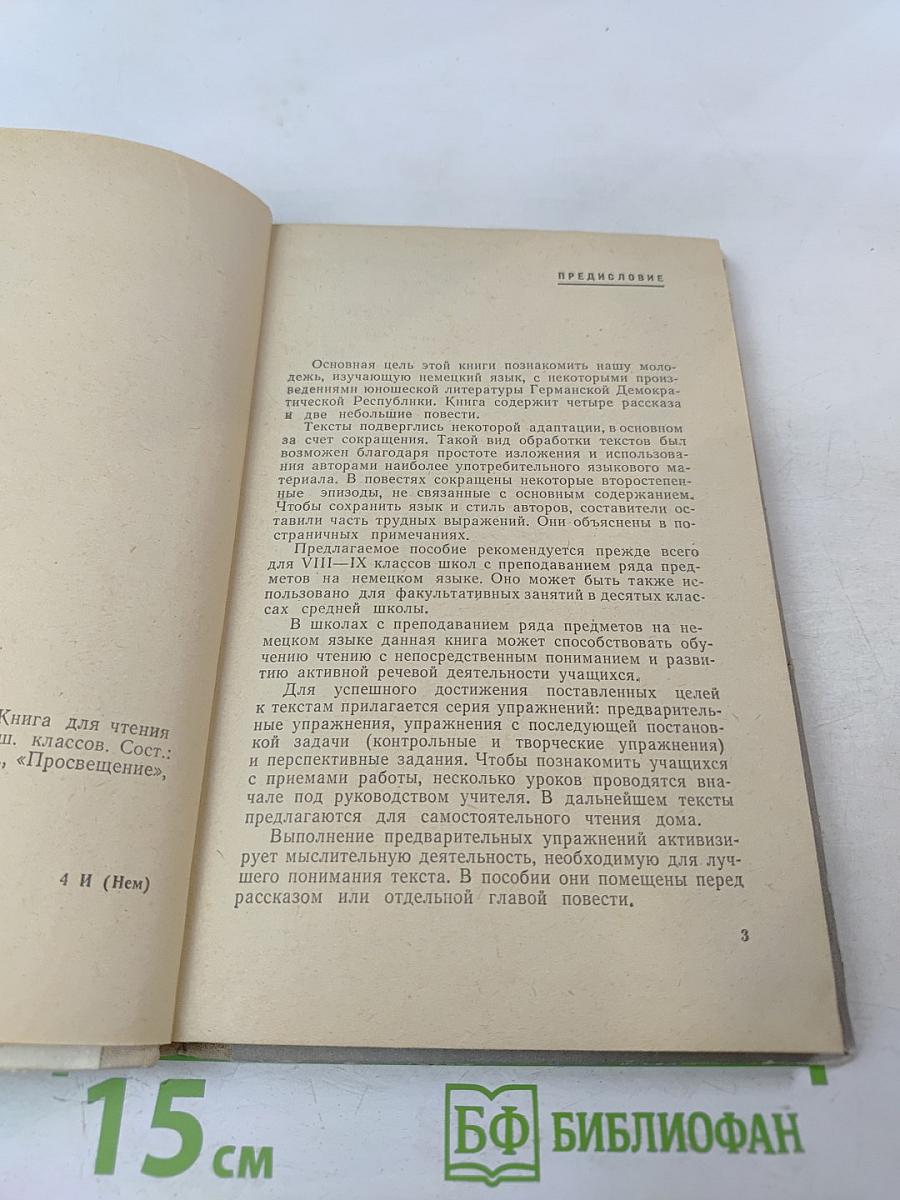 Книга для чтения
ш. классов. Сост.:
«Просвещение»,
4 И (Нем)
ПРЕДИСЛОВИЕ
Основная цель этой книги познакомить нашу моло-
дежь, изучающую немецкий язык, с некоторыми произ-
ведениями юношеской литературы Германской Демокра-
тической Республики. Книга содержит четыре рассказа
и две небольшие повести.
Тексты подверглись некоторой адаптации, в основном
за счет сокращения. Такой вид обработки текстов был
возможен благодаря простоте изложения и использова-
ния авторами наиболее употребительного языкового ма-
териала. В повестях сокращены некоторые второстепен-
ные эпизоды, не связанные с основным содержанием.
Чтобы сохранить язык и стиль авторов, составители ос-
тавили часть трудных выражений. Они объяснены в по-
страничных примечаниях.
Предлагаемое пособие рекомендуется прежде всего
для VIII—IX классов школ с преподаванием ряда пред-
метов на немецком языке. Оно может быть также ис-
пользовано для факультативных занятий в десятых клас-
сах средней школы.
В школах с преподаванием ряда предметов на не-
мецком языке данная книга может способствовать обу-
чению чтению с непосредственным пониманием и разви-
тию активной речевой деятельности учащихся.
Для успешного достижения поставленных целей
к текстам прилагается серия упражнений: предваритель-
ные упражнения, упражнения с последующей постанов-
кой задачи (контрольные и творческие упражнения)
и перспективные задания. Чтобы познакомить учащихся
с приемами работы, несколько уроков проводятся вна-
чале под руководством учителя. В дальнейшем тексты
предлагаются для самостоятельного чтения дома.
Выполнение предварительных упражнений активизи-
рует мыслительную деятельность, необходимую для луч-
шего понимания текста. В пособии они помещены перед
рассказом или отдельной главой повести.
3
15 см
БФ БИБЛИОФАН